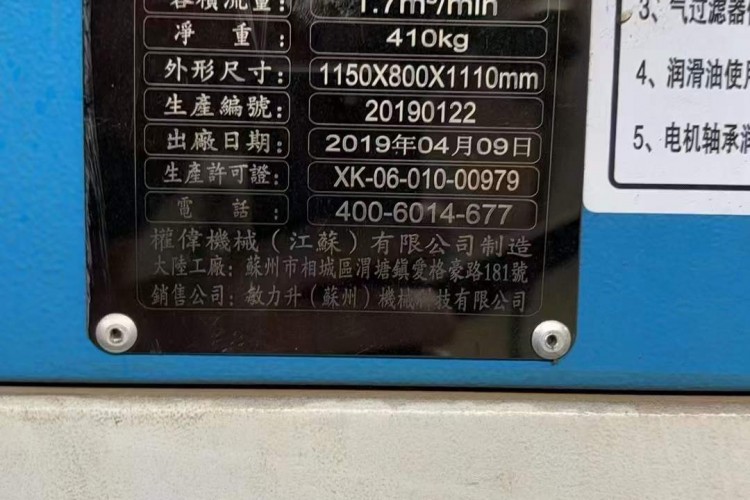 容積流量： 1.7m³/min
淨重： 410kg
外形尺寸： 1150X800X1110mm
生產編號： 20190122
出廠日期： 2019年04月09日
生產許可證： XK-06-010-00979
電話： 400-6014-677
權偉機械（江蘇）有限公司制造
大陸工廠：蘇州市相城區渭塘鎮愛格豪路181號
銷售公司：敏力升（蘇州）機械科技有限公司
3、气过滤器
4、润滑油使用
5、电机轴承润